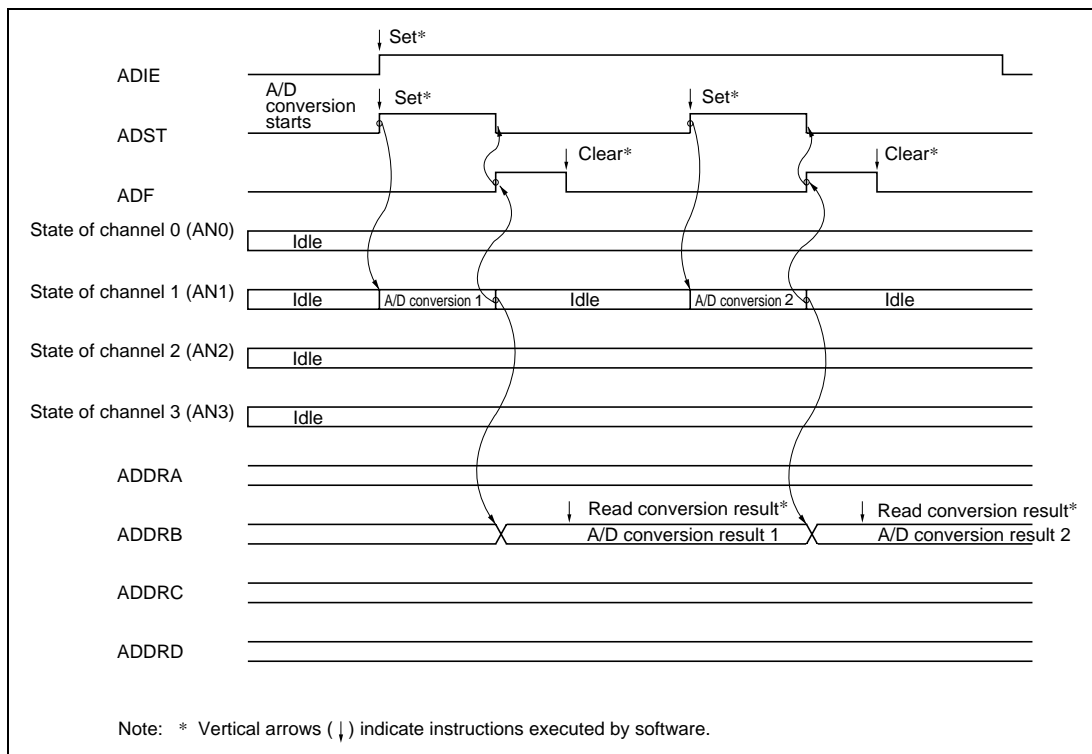 Set*
ADIE
A/D
conversion
starts
Set*
Set*
ADST
Clear*
Clear*
ADF
State of channel 0 (AN0)
Idle
State of channel 1 (AN1)
Idle
A/D conversion 1
Idle
A/D conversion 2
Idle
State of channel 2 (AN2)
Idle
State of channel 3 (AN3)
Idle
ADDRA
Read conversion result*
Read conversion result*
ADDRB
A/D conversion result 1
A/D conversion result 2
ADDRC
ADDRD
Note: * Vertical arrows (↓) indicate instructions executed by software.